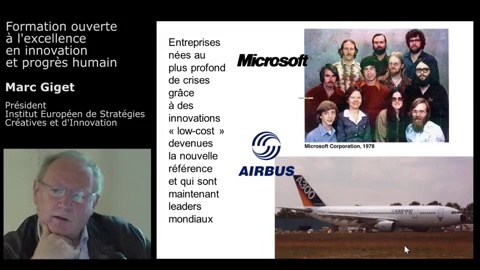 Formation ouverte
à l'excellence
en innovation
et progrès humain
Marc Giget
Président
Institut Européen de Stratégies
Créatives et d'Innovation
Entreprises
nées au
plus profond
de crises
grâce
à des
innovations
« low-cost »
devenues
la nouvelle
référence
et qui sont
maintenant
leaders
mondiaux
Microsoft
Microsoft Corporation, 1978
AIRBUS
A300